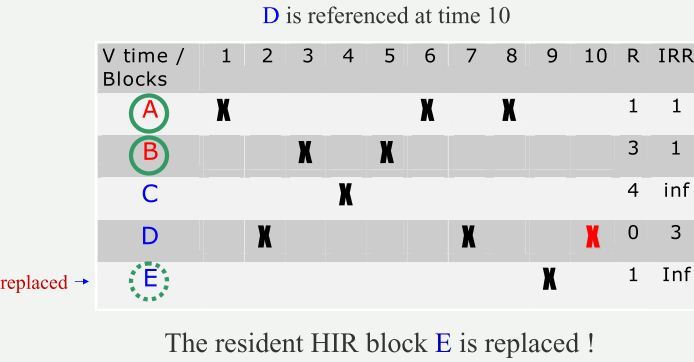 D is referenced at time 10
V time / 1 2 3 4 5 6 7 8 9 10 R IRR
Blocks
A X X X 1 1
B X X 3 1
C X 4 inf
D X X X 0 3
replaced → E X 1 Inf
The resident HIR block E is replaced !